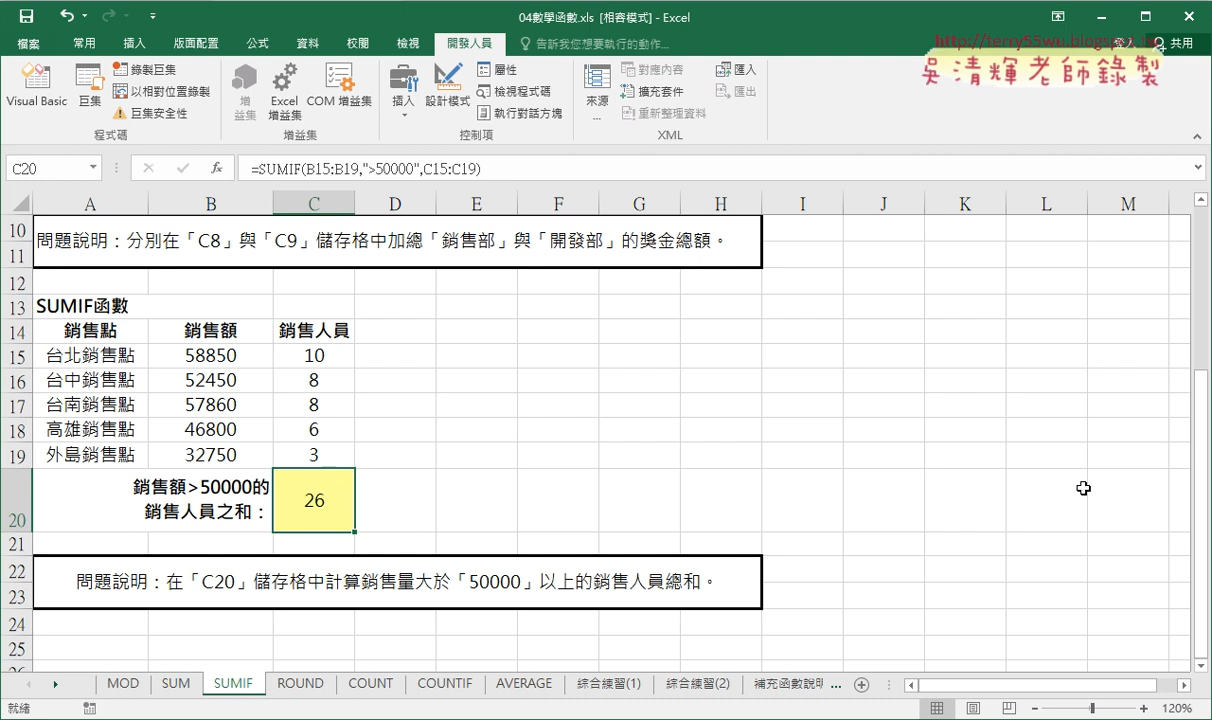 04數學函數.xls [相容模式] - Excel
檔案 常用 插入 版面配置 公式 資料 校閱 檢視 開發人員 告訴我您想要執行的動作... 登入 共用
http://terry55wu.blogspot.tw
吳清輝老師錄製
Visual Basic 巨集 錄製巨集 以相對位置錄製 巨集安全性
增益集 Excel 增益集 COM 增益集
插入 設計模式 屬性 檢視程式碼 執行對話方塊
來源... 對應內容 擴充套件 重新整理資料 匯入 匯出
程式碼 增益集 控制項 XML
C20 fx =SUMIF(B15:B19,">50000",C15:C19)
A B C D E F G H I J K L M
10 問題說明：分別在「C8」與「C9」儲存格中加總「銷售部」與「開發部」的獎金總額。
11
12
13 SUMIF函數
14 銷售點 銷售額 銷售人員
15 台北銷售點 58850 10
16 台中銷售點 52450 8
17 台南銷售點 57860 8
18 高雄銷售點 46800 6
19 外島銷售點 32750 3
銷售額>50000的
20 銷售人員之和： 26
21
22 問題說明：在「C20」儲存格中計算銷售量大於「50000」以上的銷售人員總和。
23
24
25
MOD SUM SUMIF ROUND COUNT COUNTIF AVERAGE 綜合練習(1) 綜合練習(2) 補充函數說明 ...
就緒 120%